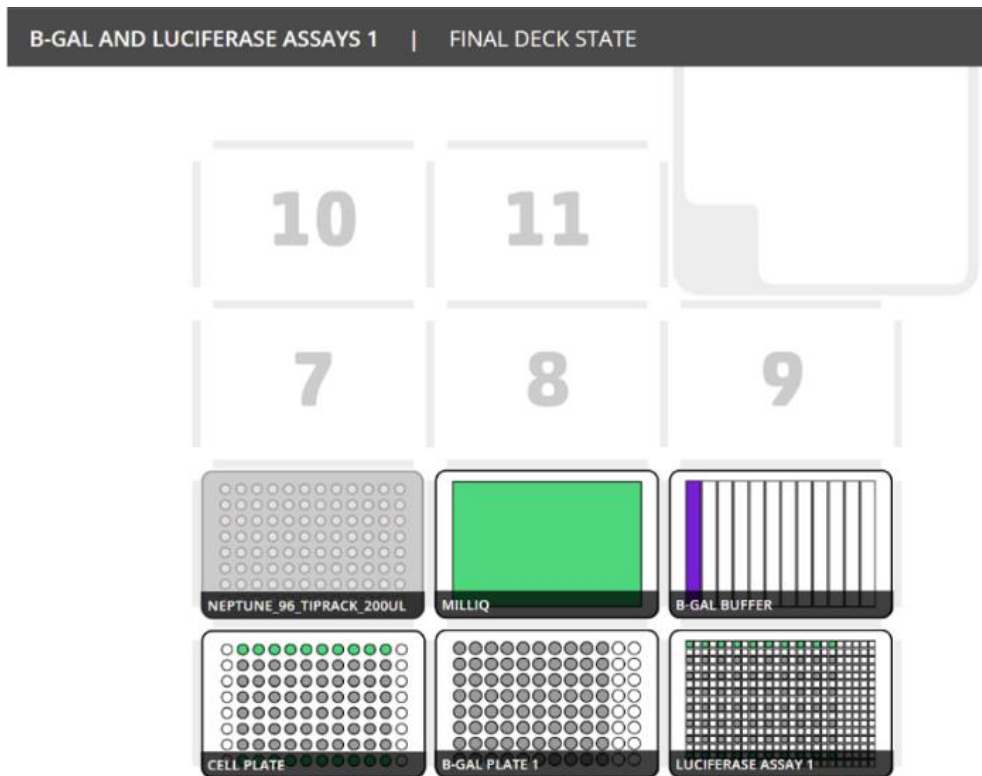 B-GAL AND LUCIFERASE ASSAYS 1 | FINAL DECK STATE
10 11
7 8 9
NEPTUNE_96_TIPRACK_200UL MILLIQ B-GAL BUFFER
CELL PLATE B-GAL PLATE 1 LUCIFERASE ASSAY 1